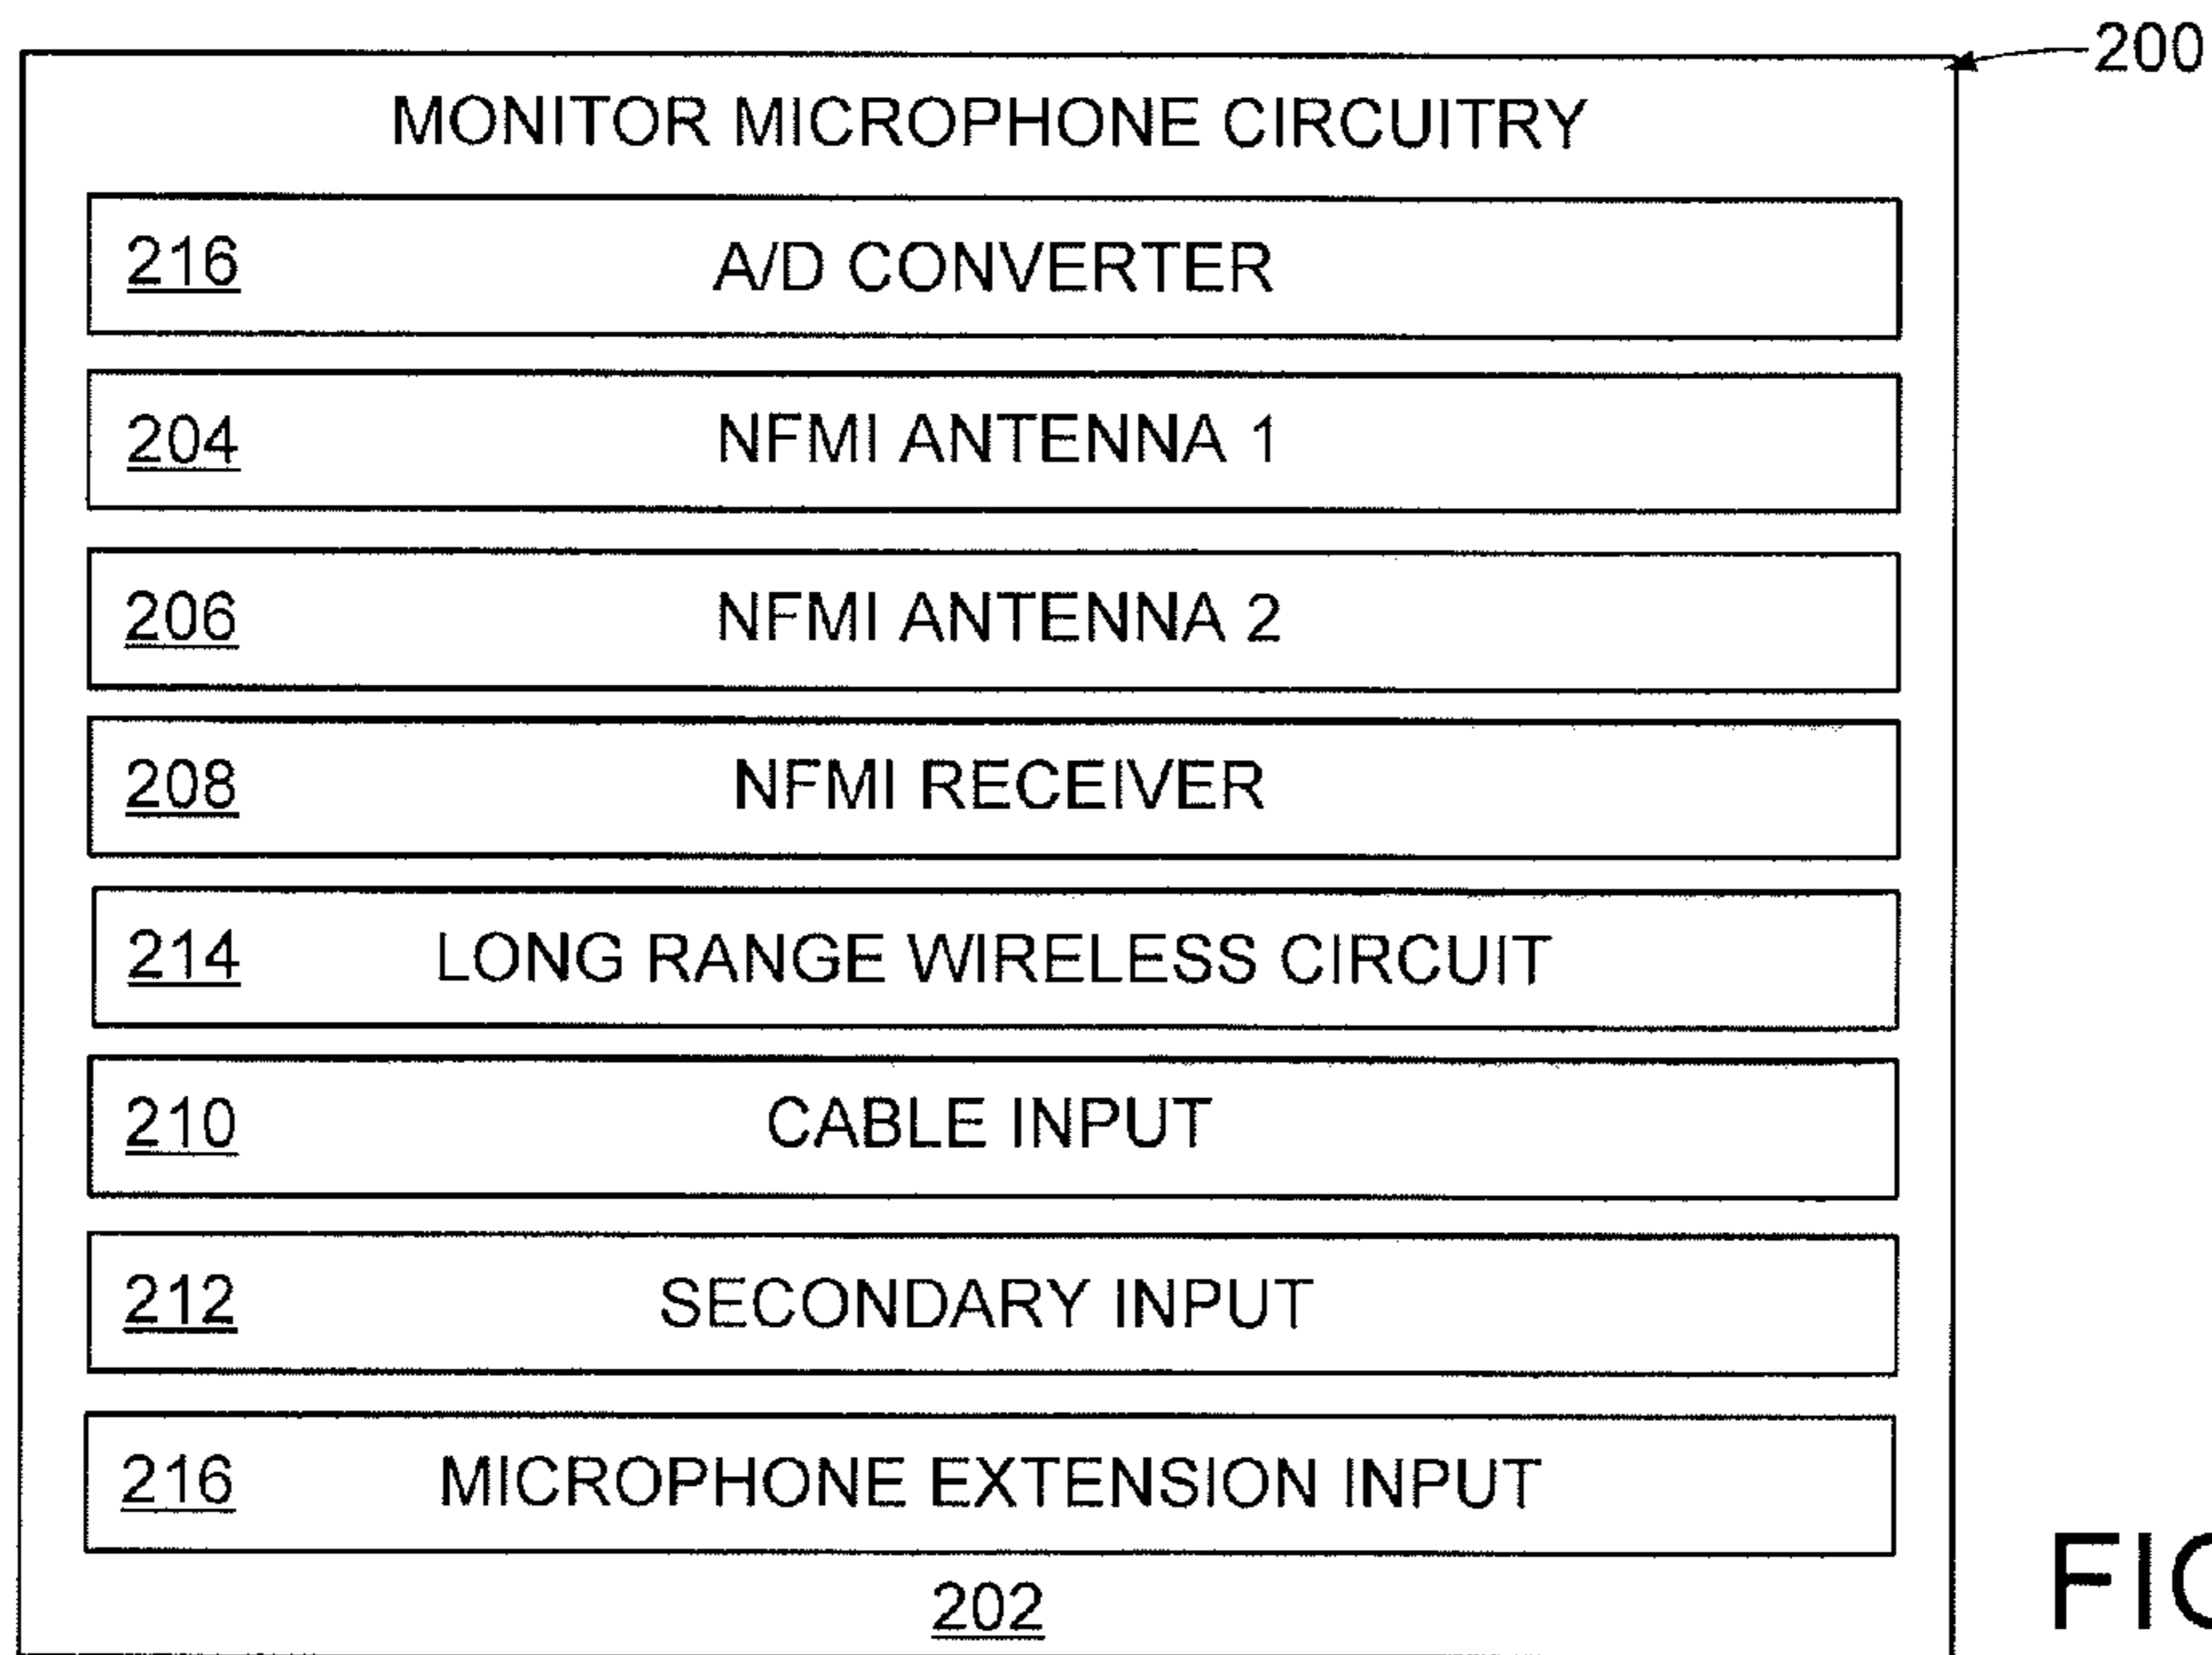 200
MONITOR MICROPHONE CIRCUITRY
216 A/D CONVERTER
204 NFMI ANTENNA 1
206 NFMI ANTENNA 2
208 NFMI RECEIVER
214 LONG RANGE WIRELESS CIRCUIT
210 CABLE INPUT
212 SECONDARY INPUT
216 MICROPHONE EXTENSION INPUT
202